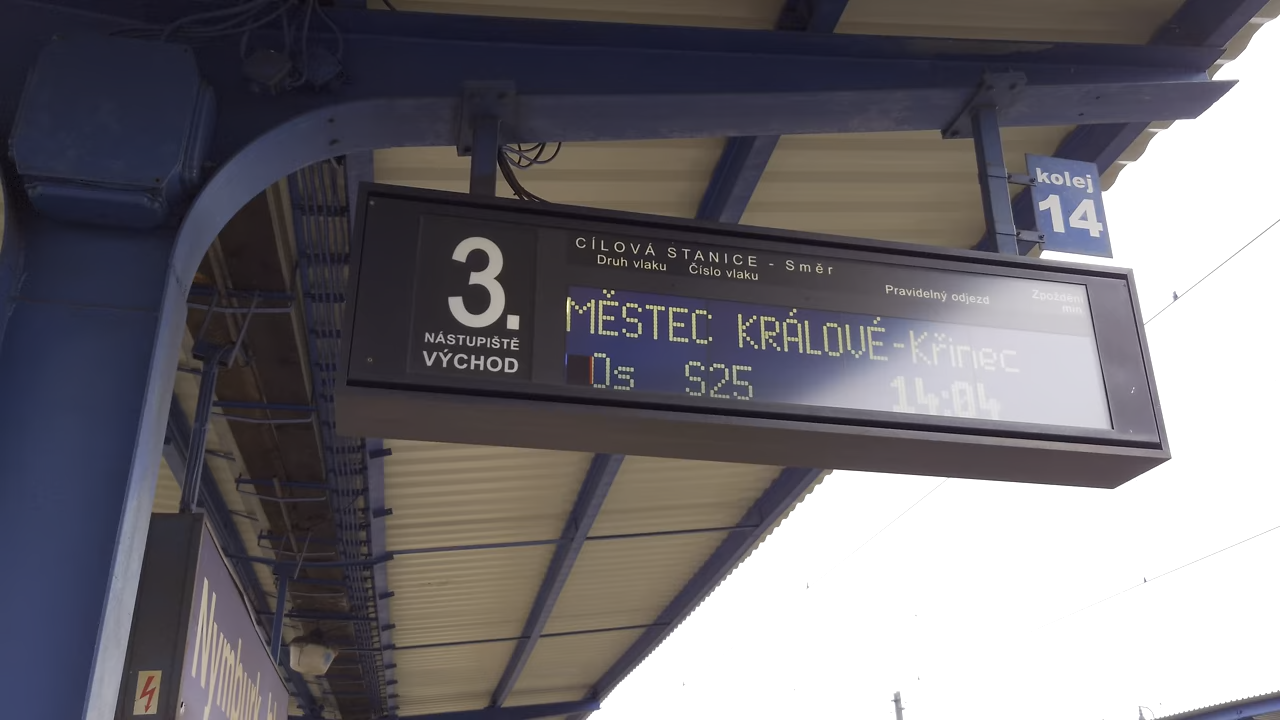 kolej
14
3.
NÁSTUPIŠTĚ
VÝCHOD
CÍLOVÁ STANICE - Směr
Druh vlaku Číslo vlaku
Pravidelný odjezd
Zpoždění
min
MĚSTEC KRÁLOVÉ-Křinec
Os S25 14:04
Nymburk